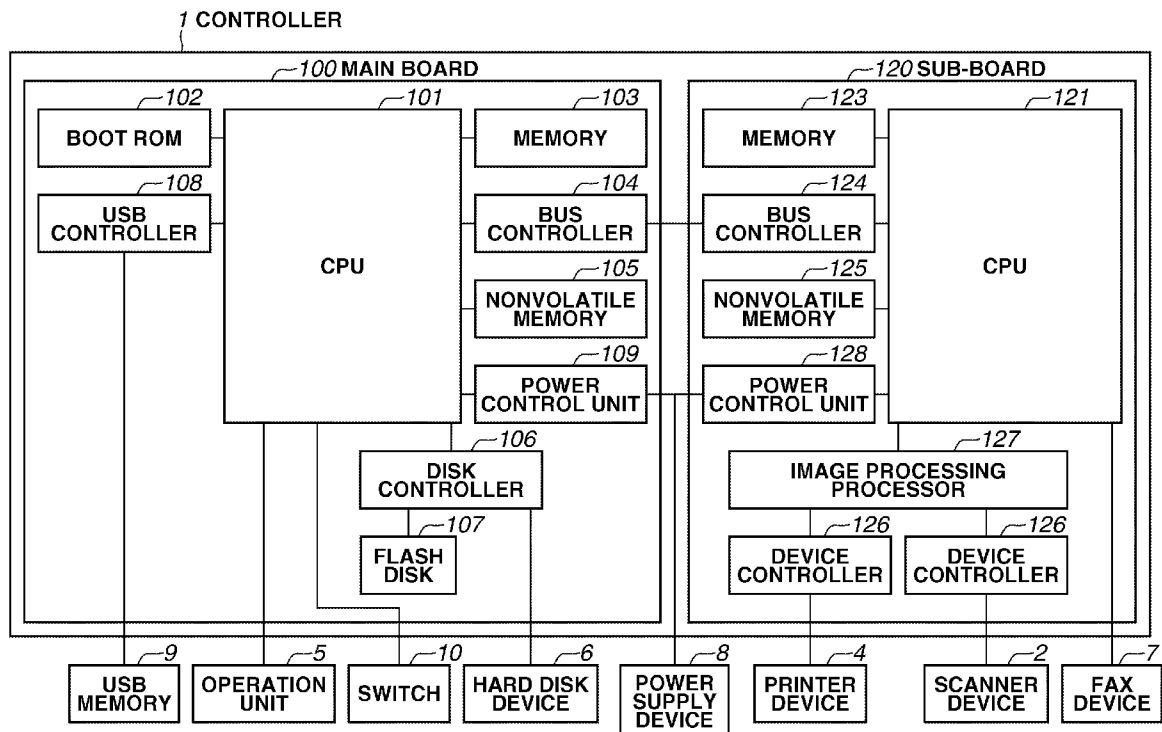 1 CONTROLLER
100 MAIN BOARD
120 SUB-BOARD
102
101
103
123
121
BOOT ROM
MEMORY
MEMORY
108
104
124
USB
CONTROLLER
BUS
CONTROLLER
BUS
CONTROLLER
CPU
CPU
105
125
NONVOLATILE
MEMORY
NONVOLATILE
MEMORY
109
128
POWER
CONTROL UNIT
POWER
CONTROL UNIT
106
127
DISK
CONTROLLER
IMAGE PROCESSING
PROCESSOR
107
126
126
FLASH
DISK
DEVICE
CONTROLLER
DEVICE
CONTROLLER
9
5
10
6
8
4
2
7
USB
MEMORY
OPERATION
UNIT
SWITCH
HARD DISK
DEVICE
POWER
SUPPLY
DEVICE
PRINTER
DEVICE
SCANNER
DEVICE
FAX
DEVICE